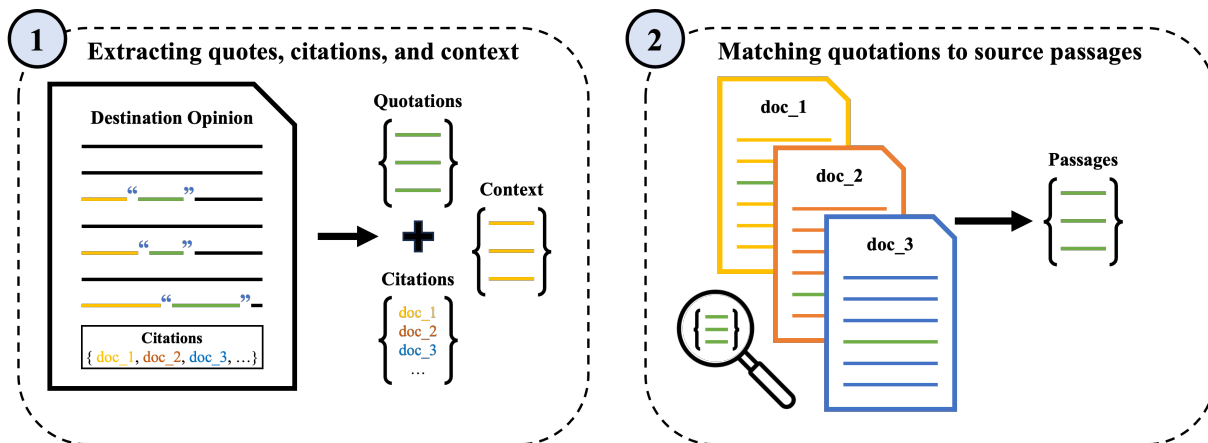 1
Extracting quotes, citations, and context
Destination Opinion
“ ”
“ ”
“ ”
Citations
{ doc_1, doc_2, doc_3, ...}
Quotations
Context
Citations
doc_1
doc_2
doc_3
...
2
Matching quotations to source passages
doc_1
doc_2
doc_3
Passages